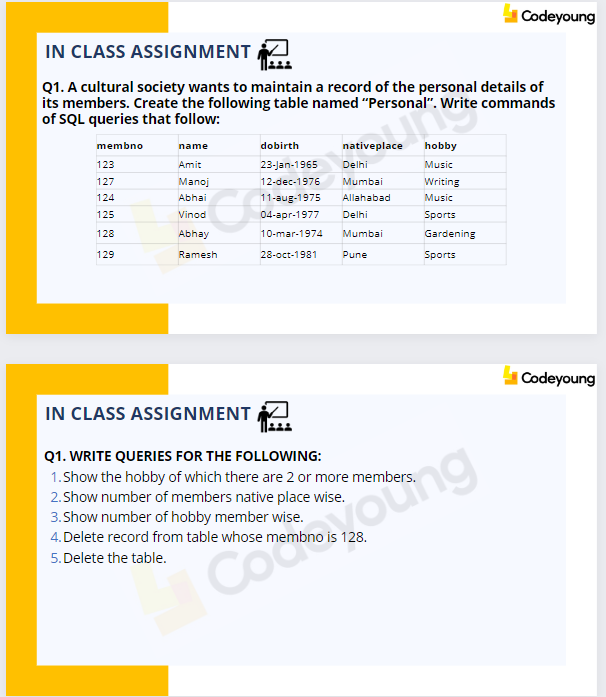 Codeyoung
IN CLASS ASSIGNMENT
Q1. A cultural society wants to maintain a record of the personal details of
its members. Create the following table named “Personal”. Write commands
of SQL queries that follow:
membno name dobirth nativeplace hobby
123 Amit 23-Jan-1965 Delhi Music
127 Manoj 12-dec-1976 Mumbai Writing
124 Abhai 11-aug-1975 Allahabad Music
125 Vinod 04-apr-1977 Delhi Sports
128 Abhay 10-mar-1974 Mumbai Gardening
129 Ramesh 28-oct-1981 Pune Sports
Codeyoung
Codeyoung
IN CLASS ASSIGNMENT
Q1. WRITE QUERIES FOR THE FOLLOWING:
1. Show the hobby of which there are 2 or more members.
2. Show number of members native place wise.
3. Show number of hobby member wise.
4. Delete record from table whose membno is 128.
5. Delete the table.
Codeyoung